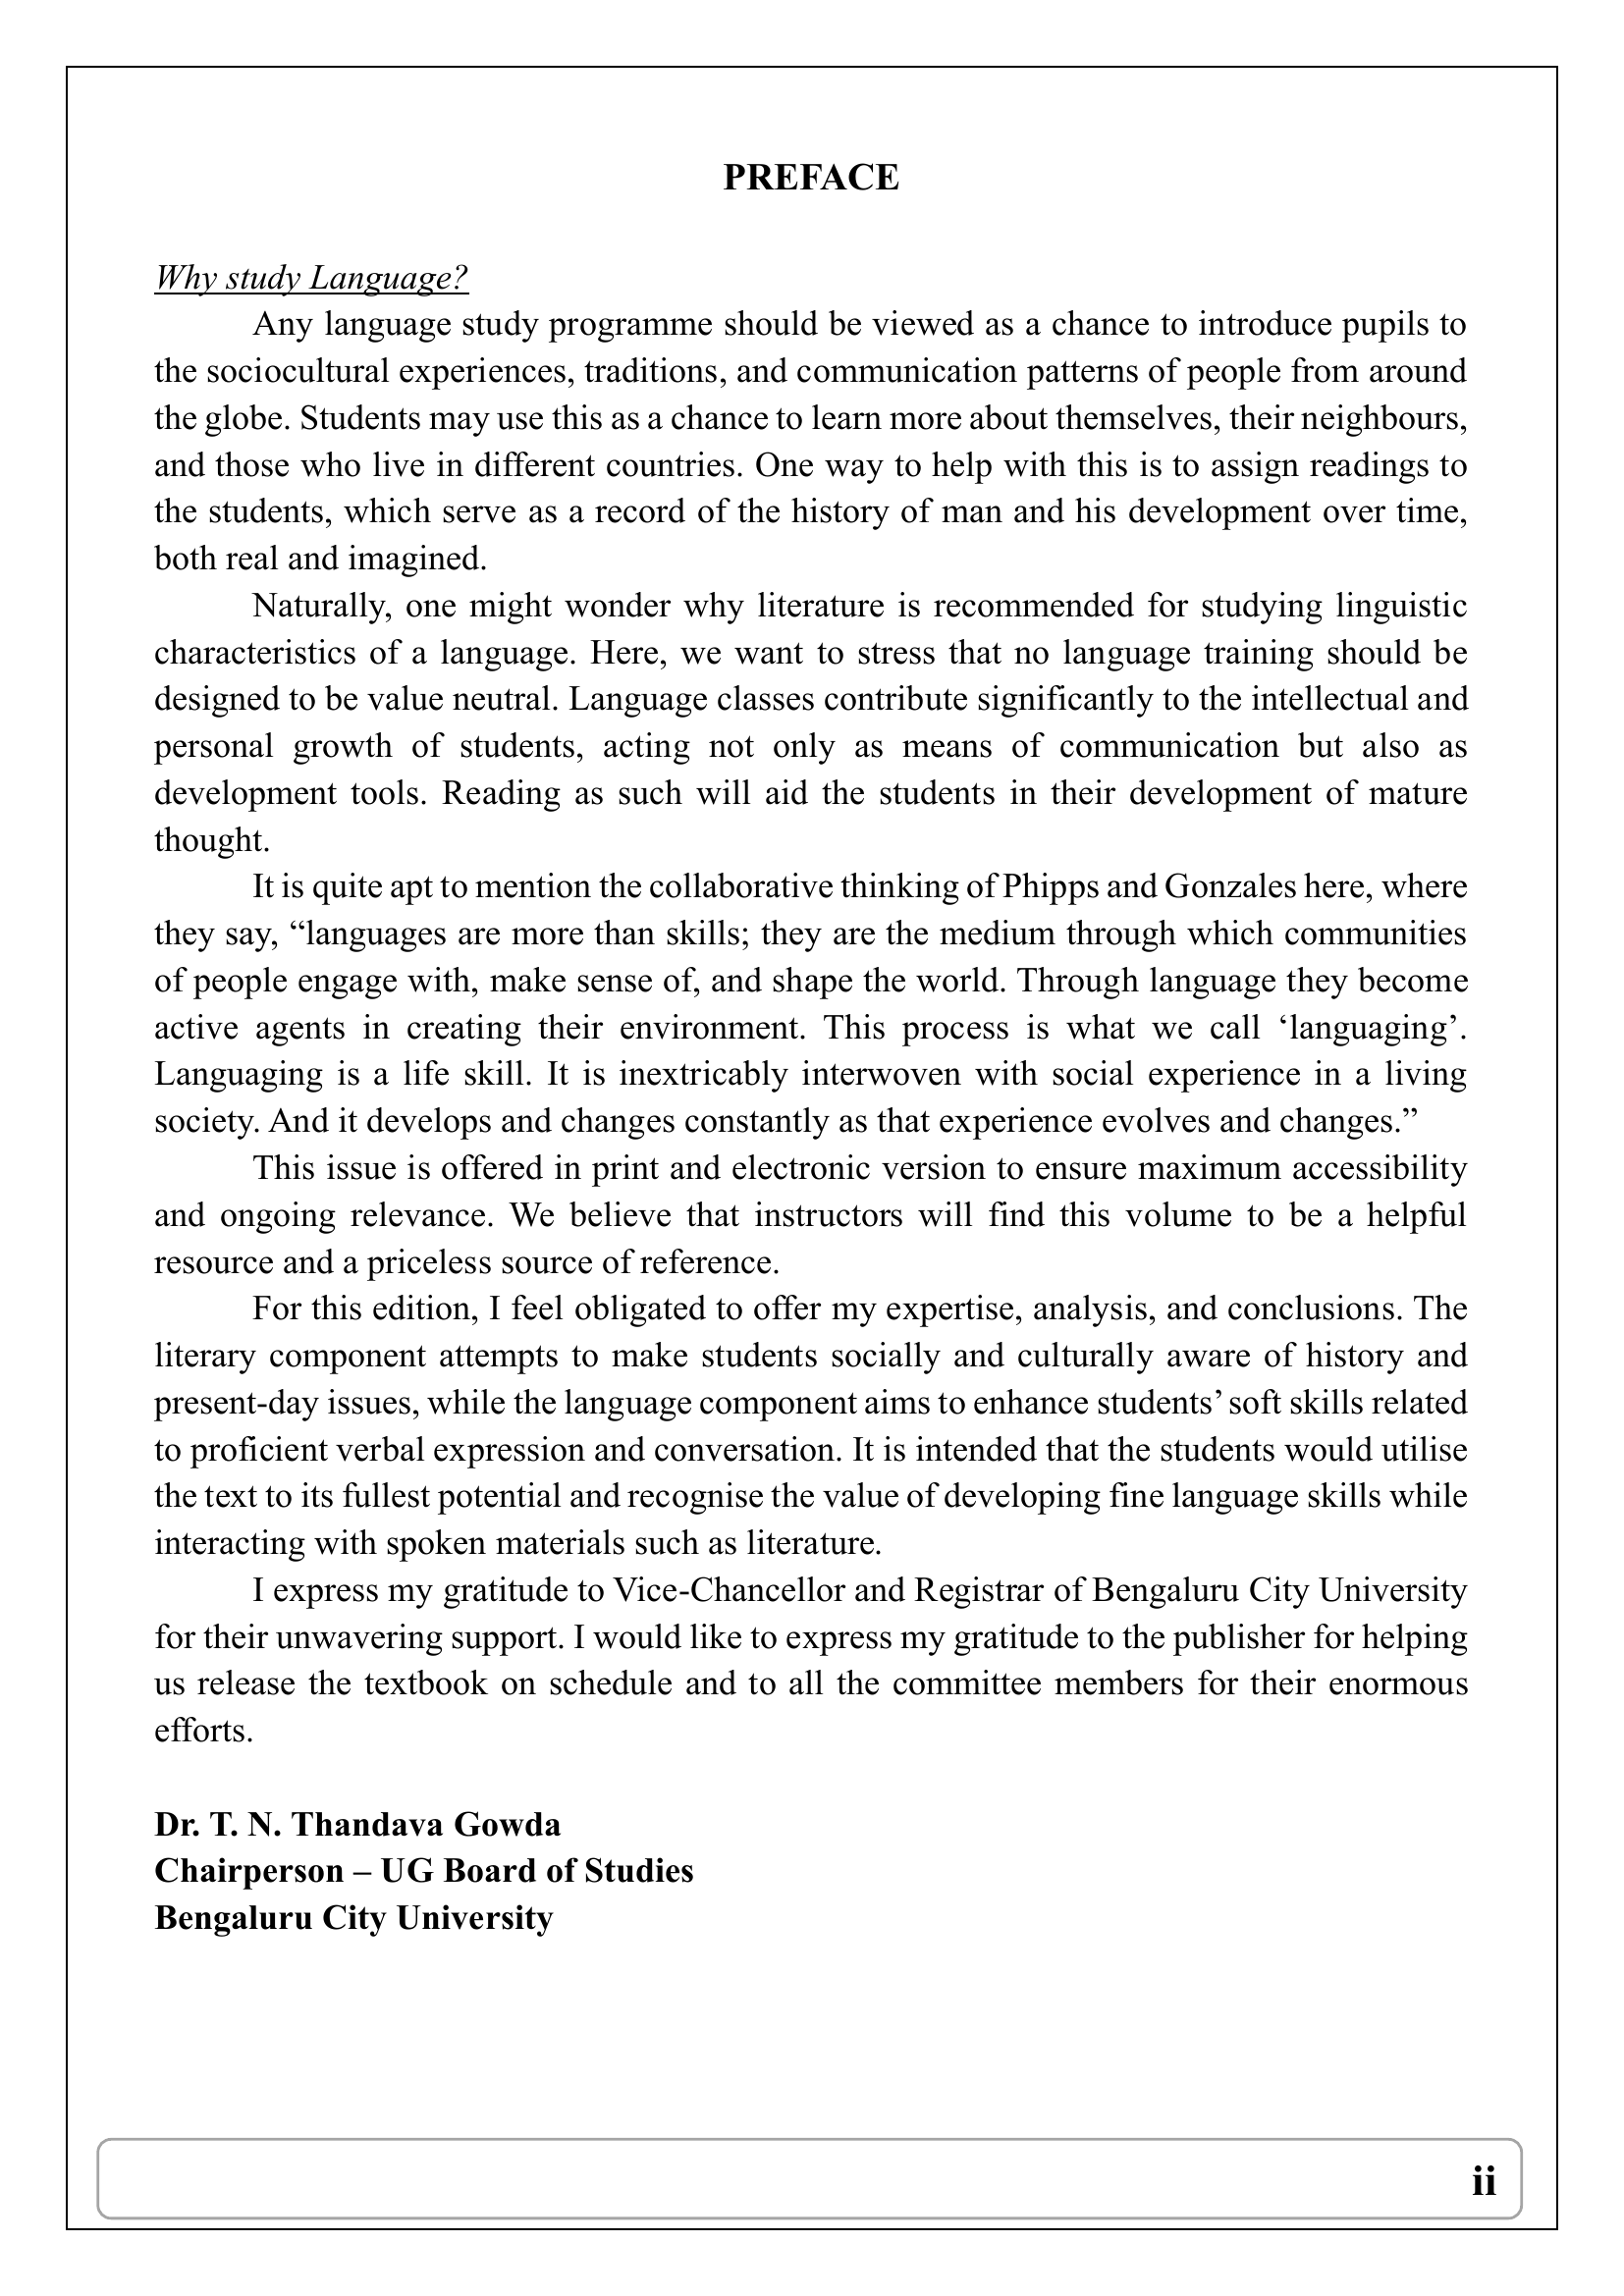 PREFACE
Why study Language?
Any language study programme should be viewed as a chance to introduce pupils to
the sociocultural experiences, traditions, and communication patterns of people from around
the globe. Students may use this as a chance to learn more about themselves, their neighbours,
and those who live in different countries. One way to help with this is to assign readings to
the students, which serve as a record of the history of man and his development over time,
both real and imagined.
Naturally, one might wonder why literature is recommended for studying linguistic
characteristics of a language. Here, we want to stress that no language training should be
designed to be value neutral. Language classes contribute significantly to the intellectual and
personal growth of students, acting not only as means of communication but also as
development tools. Reading as such will aid the students in their development of mature
thought.
It is quite apt to mention the collaborative thinking of Phipps and Gonzales here, where
they say, “languages are more than skills; they are the medium through which communities
of people engage with, make sense of, and shape the world. Through language they become
active agents in creating their environment. This process is what we call ‘languaging’.
Languaging is a life skill. It is inextricably interwoven with social experience in a living
society. And it develops and changes constantly as that experience evolves and changes.”
This issue is offered in print and electronic version to ensure maximum accessibility
and ongoing relevance. We believe that instructors will find this volume to be a helpful
resource and a priceless source of reference.
For this edition, I feel obligated to offer my expertise, analysis, and conclusions. The
literary component attempts to make students socially and culturally aware of history and
present-day issues, while the language component aims to enhance students’ soft skills related
to proficient verbal expression and conversation. It is intended that the students would utilise
the text to its fullest potential and recognise the value of developing fine language skills while
interacting with spoken materials such as literature.
I express my gratitude to Vice-Chancellor and Registrar of Bengaluru City University
for their unwavering support. I would like to express my gratitude to the publisher for helping
us release the textbook on schedule and to all the committee members for their enormous
efforts.
Dr. T. N. Thandava Gowda
Chairperson – UG Board of Studies
Bengaluru City University
ii